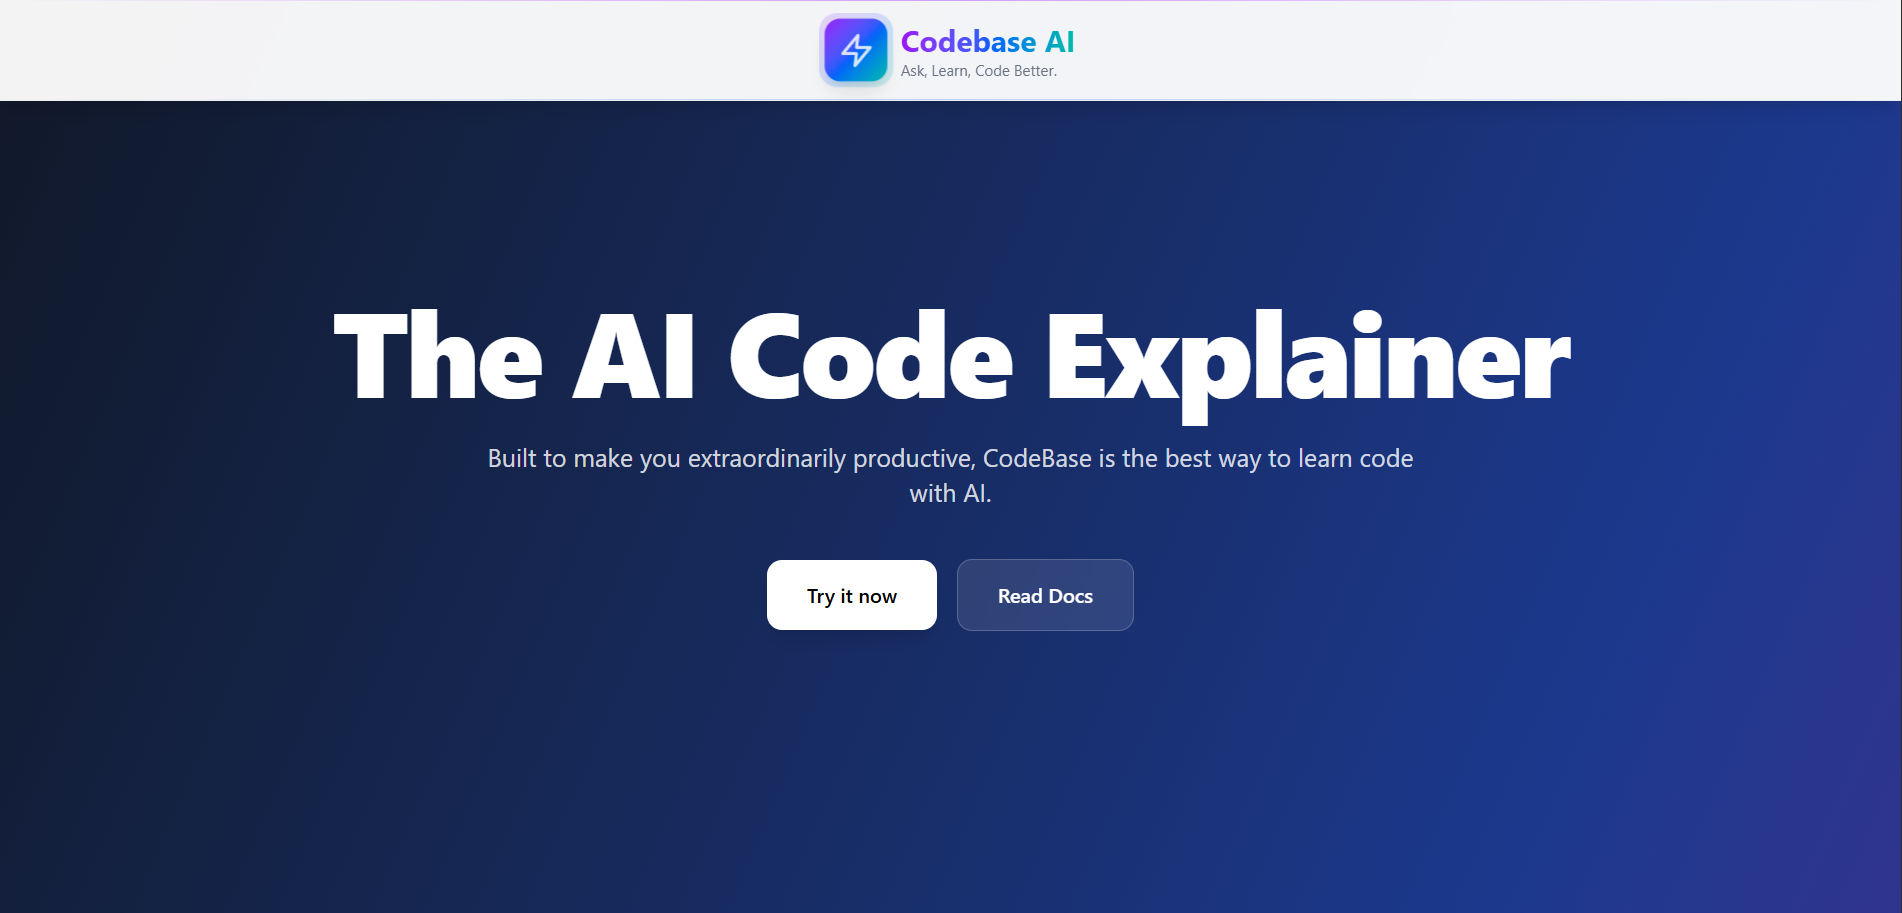 Codebase AI
Ask, Learn, Code Better.
The AI Code Explainer
Built to make you extraordinarily productive, CodeBase is the best way to learn code
with AI.
Try it now
Read Docs